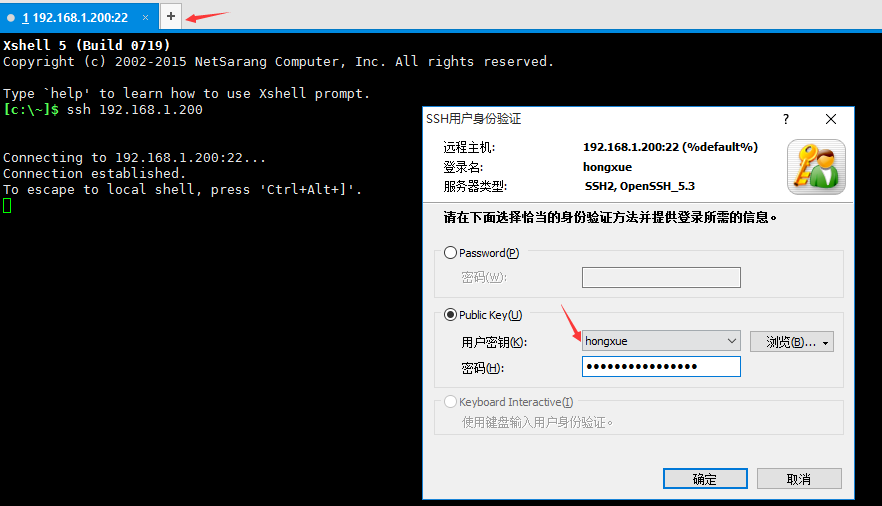 1 192.168.1.200:22 × +
Xshell 5 (Build 0719)
Copyright (c) 2002-2015 NetSarang Computer, Inc. All rights reserved.
Type `help' to learn how to use Xshell prompt.
[c:\~]$ ssh 192.168.1.200
Connecting to 192.168.1.200:22...
Connection established.
To escape to local shell, press 'Ctrl+Alt+]'.
SSH用户身份验证 ? ×
远程主机: 192.168.1.200:22 (%default%)
登录名: hongxue
服务器类型: SSH2, OpenSSH_5.3
请在下面选择恰当的身份验证方法并提供登录所需的信息。
Password(P)
密码(W):
Public Key(U)
用户密钥(K): hongxue 浏览(B)...
密码(H): ••••••••••••••••
Keyboard Interactive(I)
使用键盘输入用户身份验证。
确定 取消